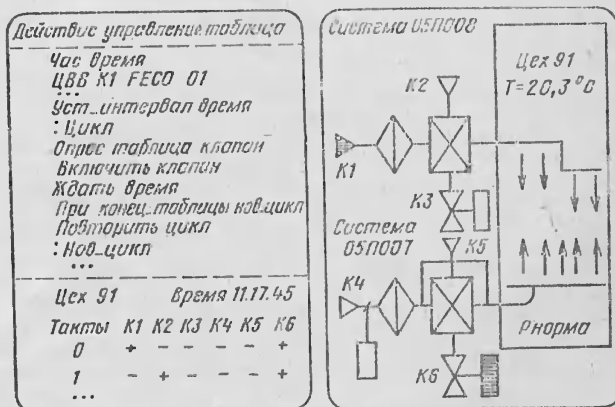 Действие управление таблица
Час время
ЦВВ К1 FECO 01
...
Уст_интервал время
: Цикл
Опрос таблица клапан
Включить клапан
Ждать время
При конец_таблицы нов_цикл
Повторить цикл
: Нов_цикл
...
Цех 91 Время 11.17.45
Такты К1 К2 К3 К4 К5 К6
0 + - - - - +
1 - + - - - +
...
Система 05П008
К2
Цех 91
Т=20,3°С
К1
К3
Система
05П007
К5
К4
Рнорма
К6